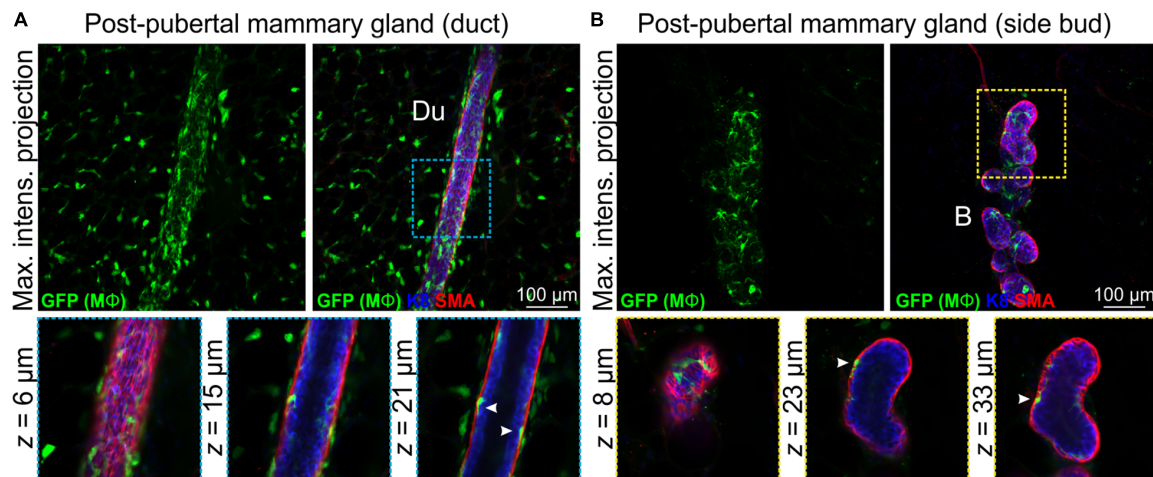 A Post-pubertal mammary gland (duct)
Max. intens. projection
GFP (MΦ)
Du
GFP (MΦ) K8 SMA
100 µm
z = 6 µm
z = 15 µm
z = 21 µm
B Post-pubertal mammary gland (side bud)
Max. intens. projection
GFP (MΦ)
B
GFP (MΦ) K8 SMA
100 µm
z = 8 µm
z = 23 µm
z = 33 µm